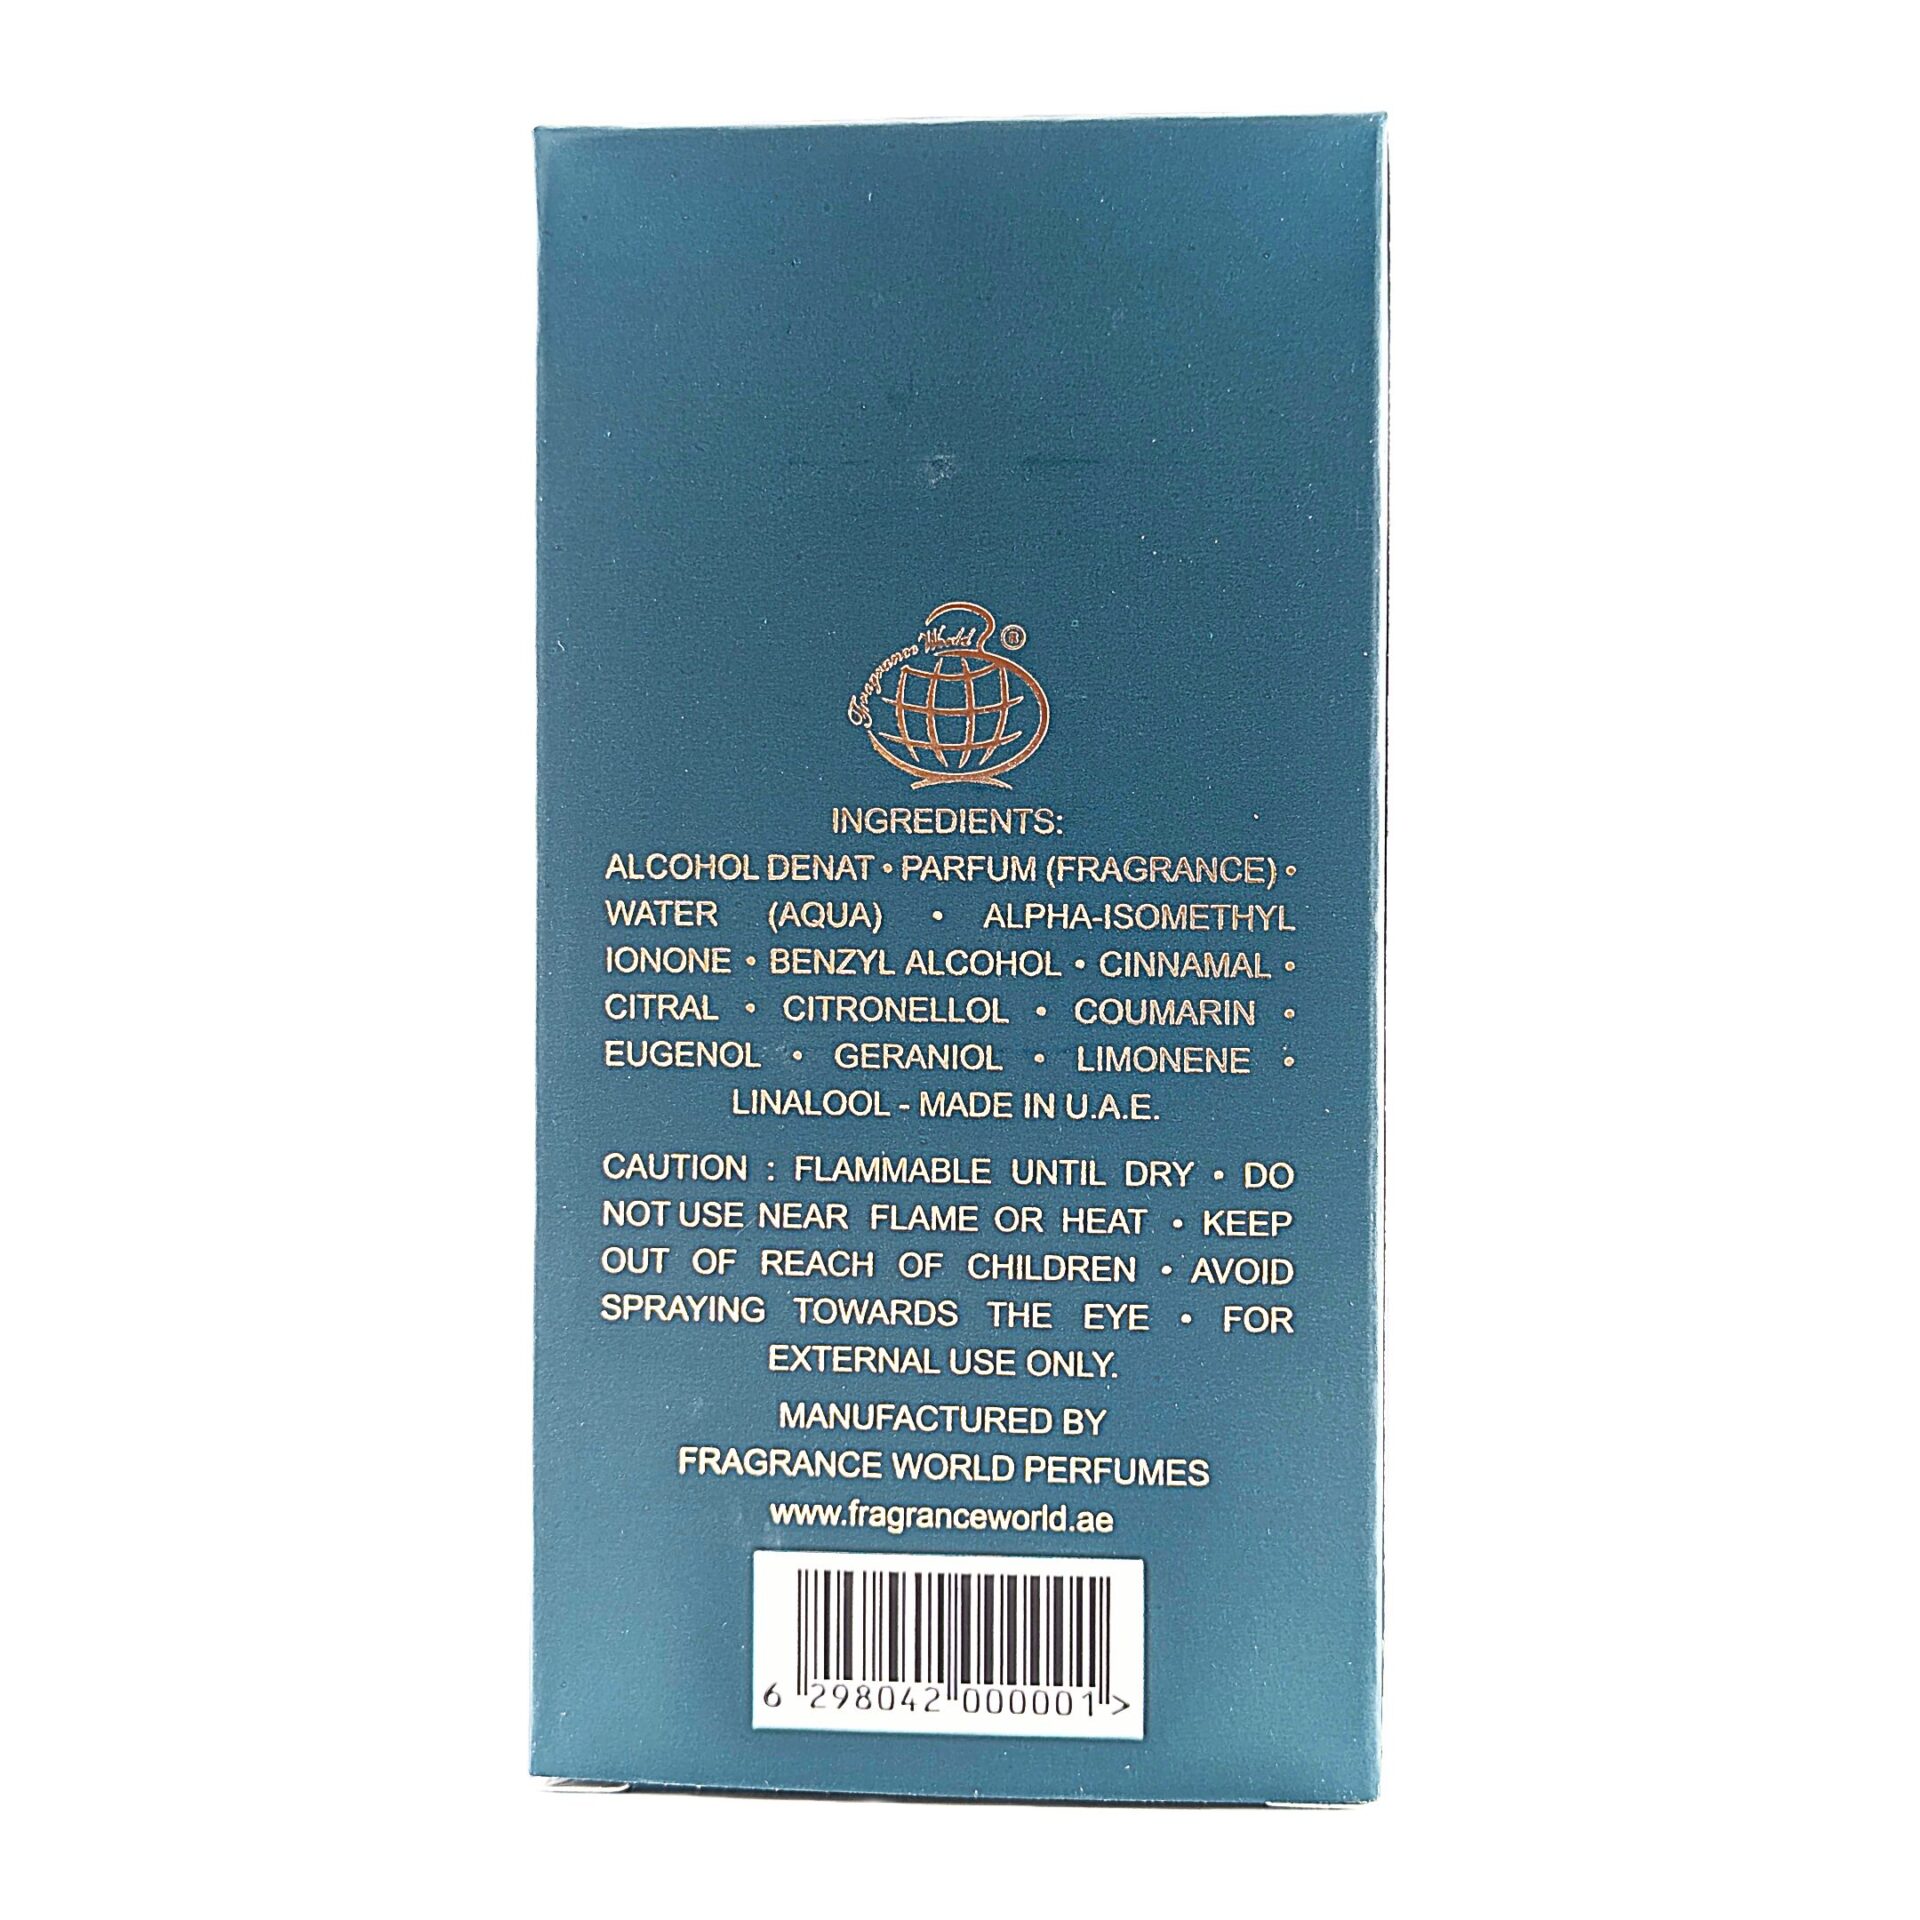 Fragrance World ®
INGREDIENTS:
ALCOHOL DENAT • PARFUM (FRAGRANCE) •
WATER (AQUA) • ALPHA-ISOMETHYL
IONONE • BENZYL ALCOHOL • CINNAMAL •
CITRAL • CITRONELLOL • COUMARIN •
EUGENOL • GERANIOL • LIMONENE •
LINALOOL - MADE IN U.A.E.
CAUTION : FLAMMABLE UNTIL DRY • DO
NOT USE NEAR FLAME OR HEAT • KEEP
OUT OF REACH OF CHILDREN • AVOID
SPRAYING TOWARDS THE EYE • FOR
EXTERNAL USE ONLY.
MANUFACTURED BY
FRAGRANCE WORLD PERFUMES
www.fragranceworld.ae
6 298042 000001 >